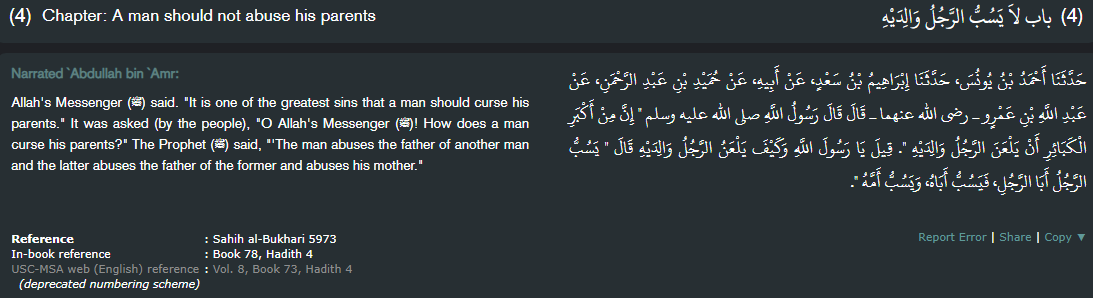 (4) Chapter: A man should not abuse his parents
(4) باب لاَ يَسُبُّ الرَّجُلُ وَالِدَيْهِ
Narrated `Abdullah bin `Amr:
Allah's Messenger (ﷺ) said. "It is one of the greatest sins that a man should curse his
parents." It was asked (by the people), "O Allah's Messenger (ﷺ)! How does a man
curse his parents?" The Prophet (ﷺ) said, "'The man abuses the father of another man
and the latter abuses the father of the former and abuses his mother."
حَدَّثَنَا أَحْمَدُ بْنُ يُونُسَ، حَدَّثَنَا إِبْرَاهِيمُ بْنُ سَعْدٍ، عَنْ أَبِيهِ، عَنْ حُمَيْدِ بْنِ عَبْدِ الرَّحْمَنِ، عَنْ
عَبْدِ اللَّهِ بْنِ عَمْرٍو ـ رضى الله عنهما ـ قَالَ قَالَ رَسُولُ اللَّهِ صلى الله عليه وسلم " إِنَّ مِنْ أَكْبَرِ
الْكَبَائِرِ أَنْ يَلْعَنَ الرَّجُلُ وَالِدَيْهِ ". قِيلَ يَا رَسُولَ اللَّهِ وَكَيْفَ يَلْعَنُ الرَّجُلُ وَالِدَيْهِ قَالَ " يَسُبُّ
الرَّجُلُ أَبَا الرَّجُلِ، فَيَسُبُّ أَبَاهُ، وَيَسُبُّ أُمَّهُ ".
Reference : Sahih al-Bukhari 5973
In-book reference : Book 78, Hadith 4
USC-MSA web (English) reference : Vol. 8, Book 73, Hadith 4
(deprecated numbering scheme)
Report Error | Share | Copy ▼